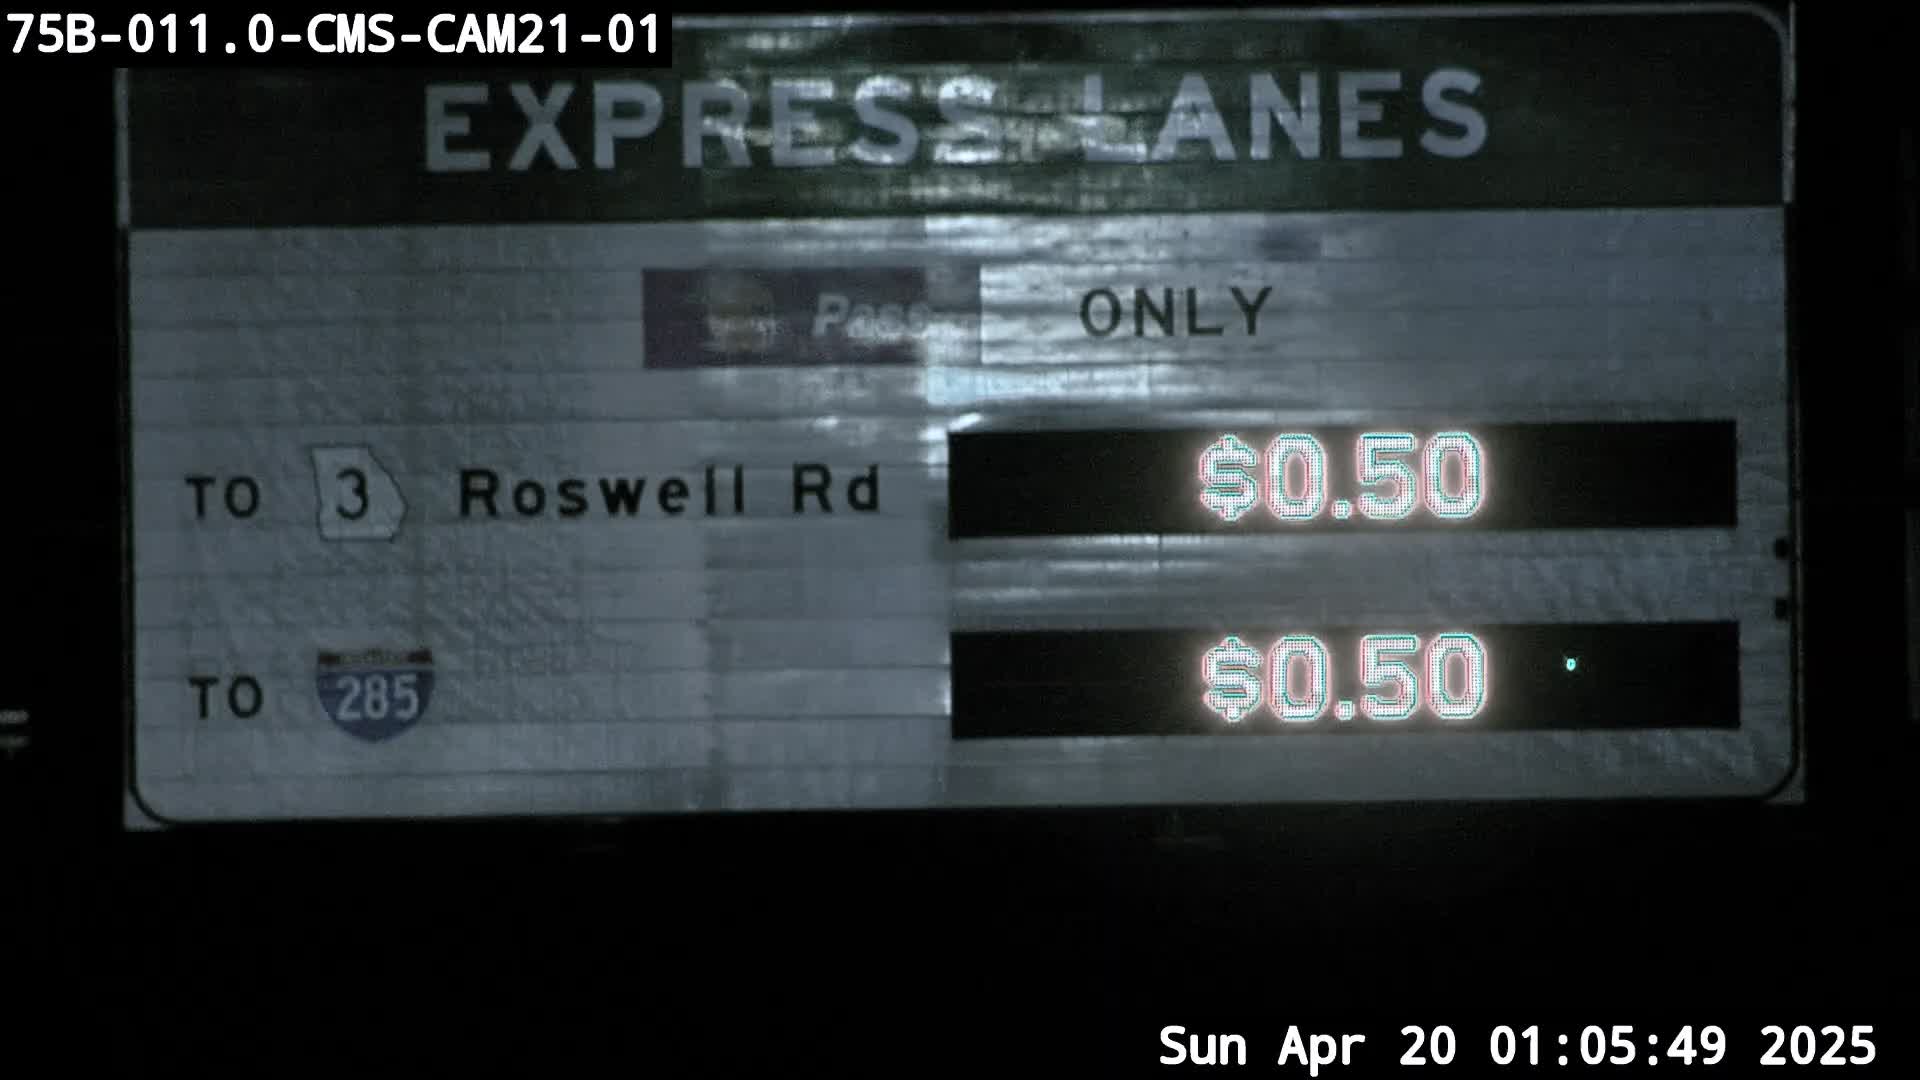 75B-011.0-CMS-CAM21-01
EXPRESS LANES
Pass ONLY
TO 3 Roswell Rd $0.50
TO 285 $0.50
Sun Apr 20 01:05:49 2025